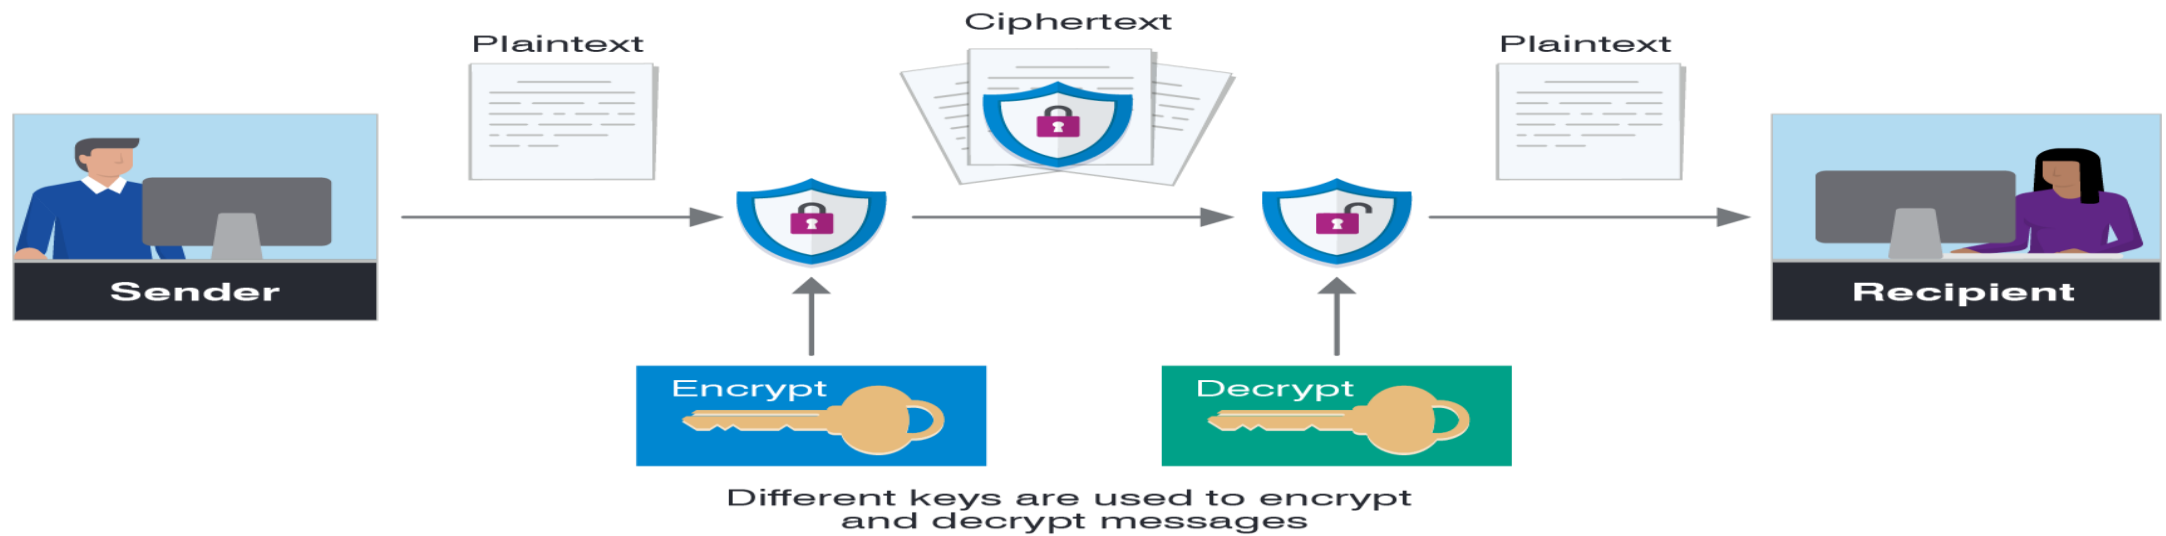 Plaintext
Ciphertext
Plaintext
Sender
Recipient
Encrypt
Decrypt
Different keys are used to encrypt
and decrypt messages